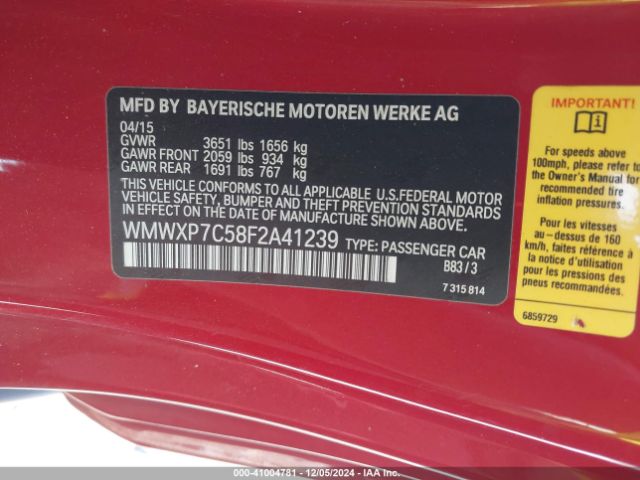 MFD BY BAYERISCHE MOTOREN WERKE AG
04/15
GVWR 3651 lbs 1656 kg
GAWR FRONT 2059 lbs 934 kg
GAWR REAR 1691 lbs 767 kg
THIS VEHICLE CONFORMS TO ALL APPLICABLE U.S.FEDERAL MOTOR
VEHICLE SAFETY, BUMPER AND THEFT PREVENTION STANDARDS
IN EFFECT ON THE DATE OF MANUFACTURE SHOWN ABOVE.
WMWXP7C58F2A41239 TYPE: PASSENGER CAR
B83/3
7 315 814
IMPORTANT!
For speeds above
100mph, please refer to
the Owner's Manual for
recommended tire
inflation pressures.
Pour les vitesses
au-dessus de 160
km/h, faites référence à
la notice d'utilisation
pour les pressions des
pneus recommandées.
6859729
000-41004781 - 12/05/2024 - IAA Inc.